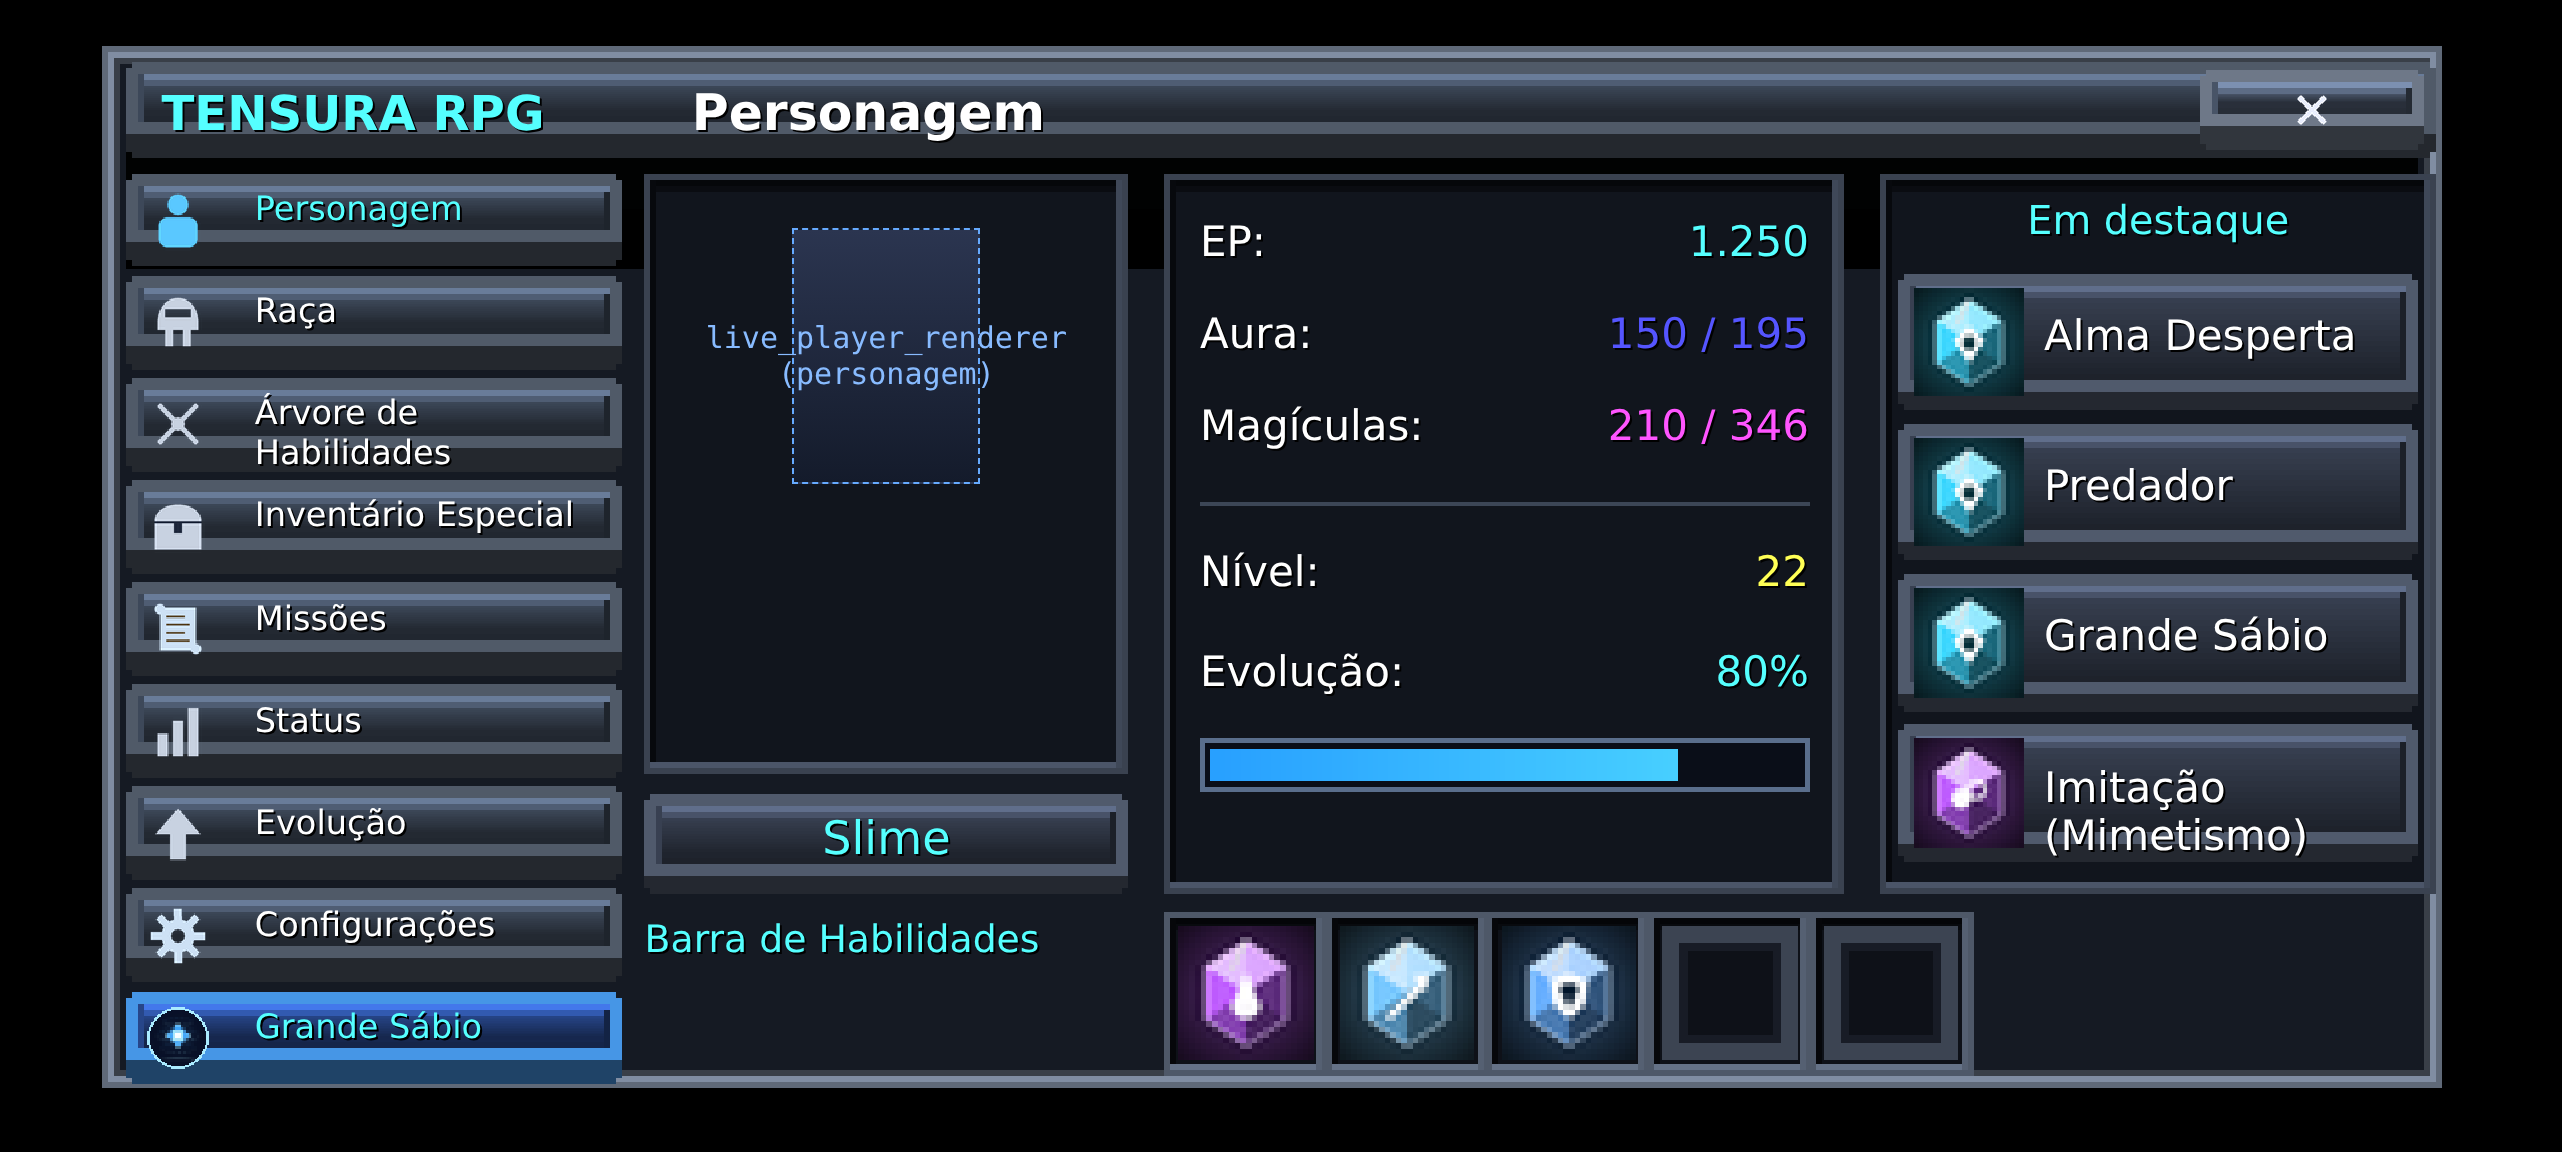 TENSURA RPG
Personagem
×
Personagem
Raça
Árvore de
Habilidades
Inventário Especial
Missões
Status
Evolução
Configurações
Grande Sábio
live_player_renderer
(personagem)
Slime
Barra de Habilidades
EP: 1.250
Aura: 150 / 195
Magículas: 210 / 346
Nível: 22
Evolução: 80%
Em destaque
Alma Desperta
Predador
Grande Sábio
Imitação
(Mimetismo)